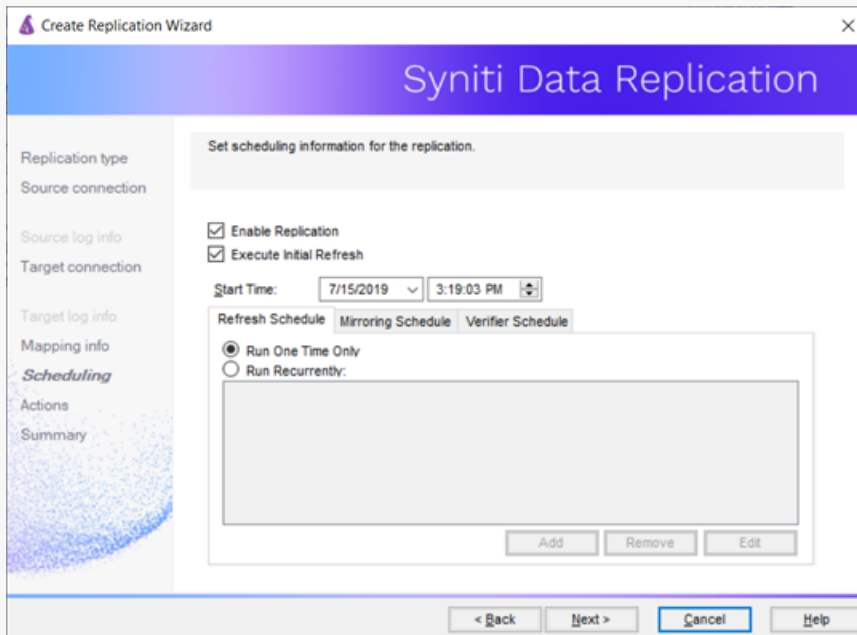 Create Replication Wizard
Syniti Data Replication
Replication type
Source connection
Source log info
Target connection
Target log info
Mapping info
Scheduling
Actions
Summary
Set scheduling information for the replication.
Enable Replication
Execute Initial Refresh
Start Time: 7/15/2019 3:19:03 PM
Refresh Schedule Mirroring Schedule Verifier Schedule
Run One Time Only
Run Recurrently:
Add Remove Edit
< Back Next > Cancel Help